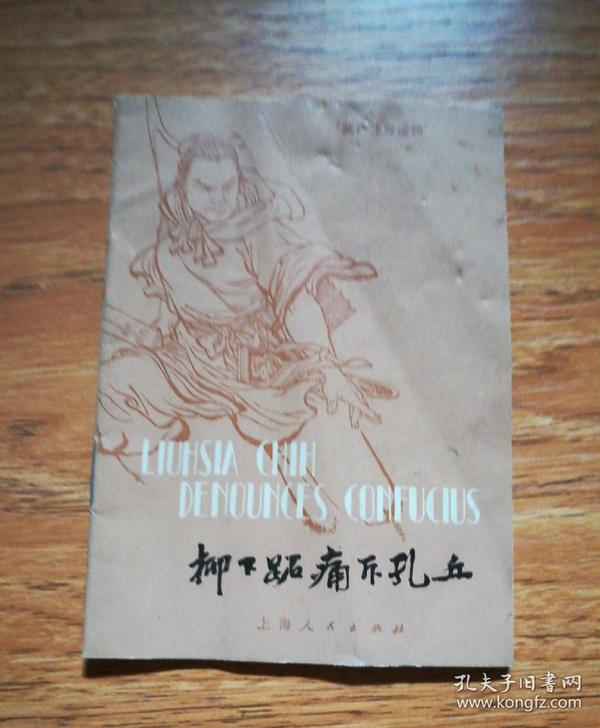 LIUHSIA CHIH
DENOUNCES CONFUCIUS
柳下跖痛斥孔丘
上海人民出版社
孔夫子旧书网
www.kongfz.com